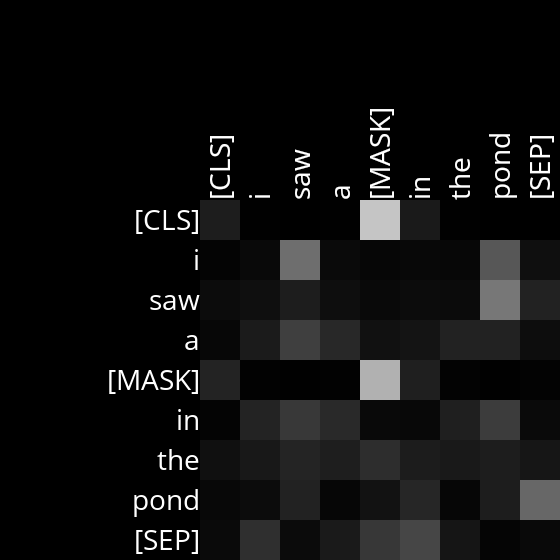 [CLS] i saw a [MASK] in the pond [SEP]
[CLS]
i
saw
a
[MASK]
in
the
pond
[SEP]